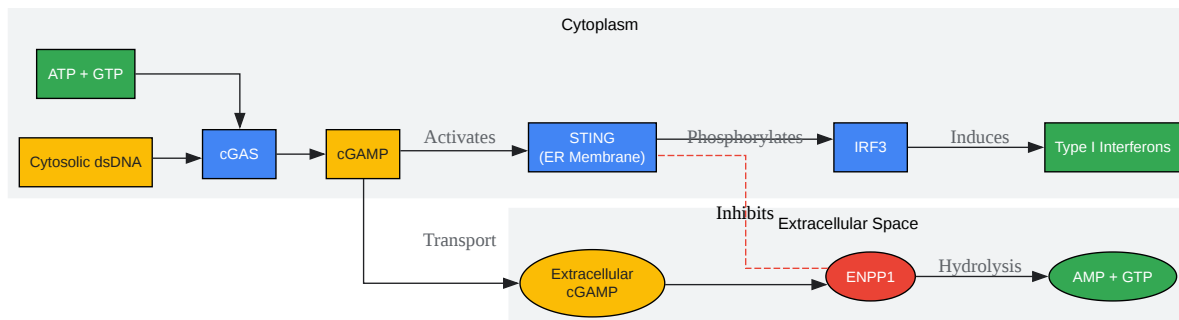 Cytoplasm
ATP + GTP
Cytosolic dsDNA
cGAS
cGAMP
Activates
STING
(ER Membrane)
Phosphorylates
IRF3
Induces
Type I Interferons
Inhibits
Extracellular Space
Transport
Extracellular
cGAMP
ENPP1
Hydrolysis
AMP + GTP